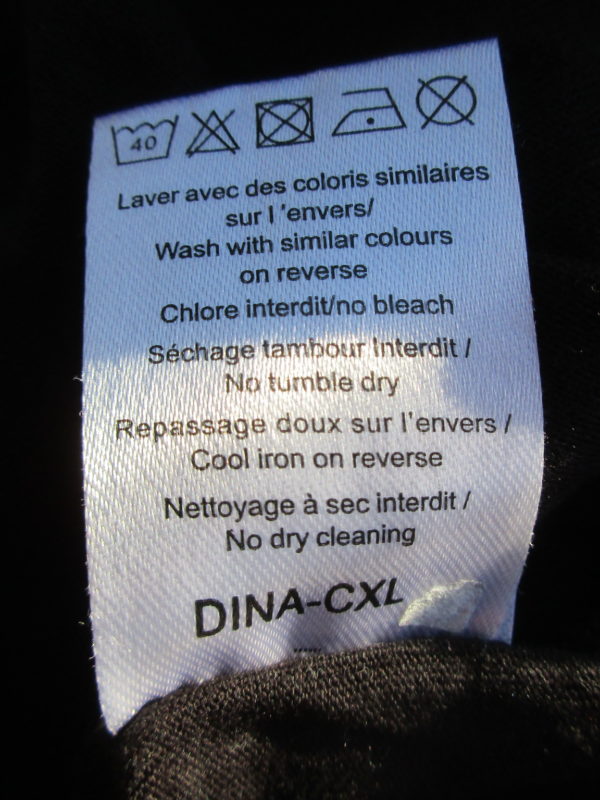 40
Laver avec des coloris similaires
sur l 'envers/
Wash with similar colours
on reverse
Chlore interdit/no bleach
Séchage tambour Interdit /
No tumble dry
Repassage doux sur l'envers /
Cool iron on reverse
Nettoyage à sec interdit /
No dry cleaning
DINA-CXL